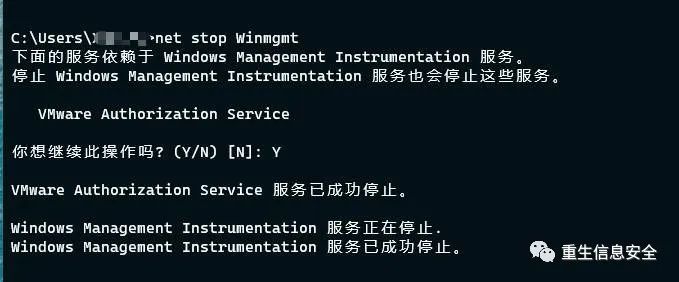 C:\Users\>net stop Winmgmt
下面的服务依赖于 Windows Management Instrumentation 服务。
停止 Windows Management Instrumentation 服务也会停止这些服务。
VMware Authorization Service
你想继续此操作吗? (Y/N) [N]: Y
VMware Authorization Service 服务已成功停止。
Windows Management Instrumentation 服务正在停止.
Windows Management Instrumentation 服务已成功停止。
重生信息安全